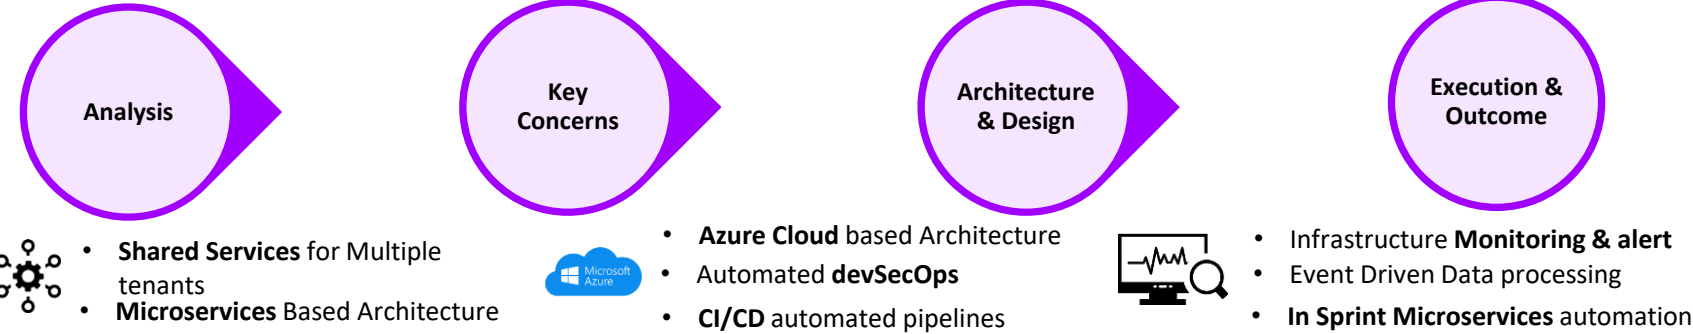 Analysis
Key
Concerns
Architecture
& Design
Execution &
Outcome
• Shared Services for Multiple
tenants
• Microservices Based Architecture
Microsoft
Azure
• Azure Cloud based Architecture
• Automated devSecOps
• CI/CD automated pipelines
• Infrastructure Monitoring & alert
• Event Driven Data processing
• In Sprint Microservices automation